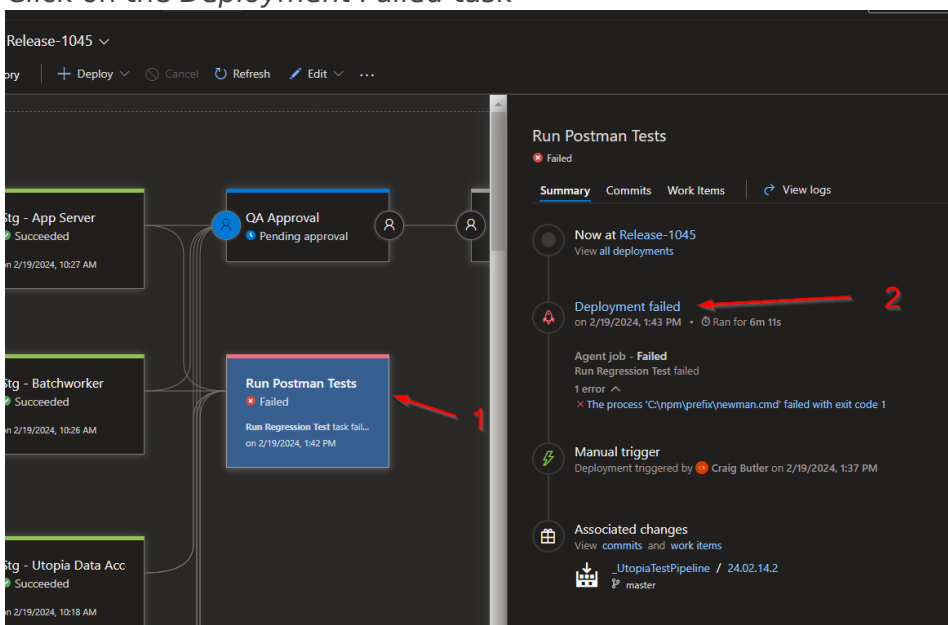 Click on the Deployment Failed task
Release-1045
ory
Deploy
Cancel
Refresh
Edit
...
Stg - App Server
Succeeded
on 2/19/2024, 10:27 AM
QA Approval
Pending approval
Stg - Batchworker
Succeeded
on 2/19/2024, 10:26 AM
Run Postman Tests
Failed
Run Regression Test task fail...
on 2/19/2024, 1:42 PM
1
Stg - Utopia Data Acc
Succeeded
on 2/19/2024, 10:18 AM
Run Postman Tests
Failed
Summary Commits Work Items View logs
Now at Release-1045
View all deployments
Deployment failed
2
on 2/19/2024, 1:43 PM • Ran for 6m 11s
Agent job - Failed
Run Regression Test failed
1 error
The process 'C:\npm\prefix\newman.cmd' failed with exit code 1
Manual trigger
Deployment triggered by Craig Butler on 2/19/2024, 1:37 PM
Associated changes
View commits and work items
_UtopiaTestPipeline / 24.02.14.2
master